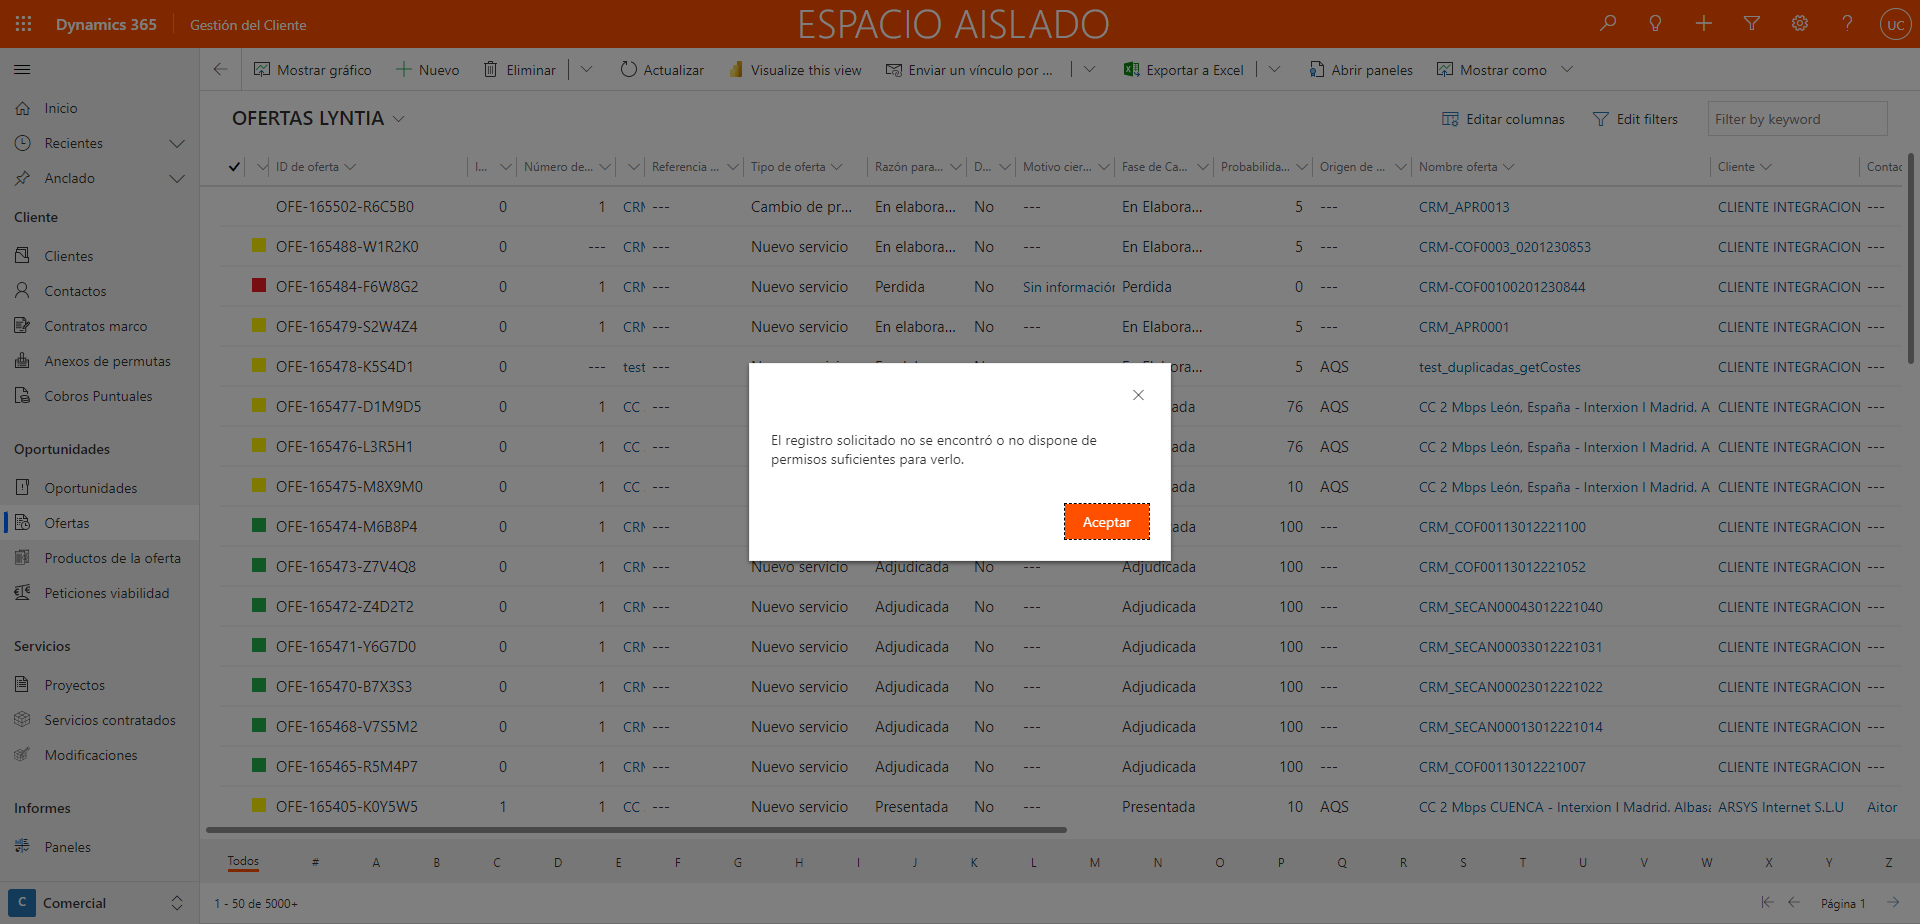 Dynamics 365
Gestión del Cliente
ESPACIO AISLADO
UC
Mostrar gráfico
Nuevo
Eliminar
Actualizar
Visualize this view
Enviar un vínculo por ...
Exportar a Excel
Abrir paneles
Mostrar como
Inicio
Recientes
Anclado
Cliente
Clientes
Contactos
Contratos marco
Anexos de permutas
Cobros Puntuales
Oportunidades
Oportunidades
Ofertas
Productos de la oferta
Peticiones viabilidad
Servicios
Proyectos
Servicios contratados
Modificaciones
Informes
Paneles
C Comercial
OFERTAS LYNTIA
Editar columnas
Edit filters
Filter by keyword
ID de oferta I... Número de... Referencia ... Tipo de oferta Razón para... D... Motivo cier... Fase de Ca... Probabilida... Origen de ... Nombre oferta Cliente Contac
OFE-165502-R6C5B0 0 1 CRM --- Cambio de pr... En elabora... No --- En Elabora... 5 --- CRM_APR0013 CLIENTE INTEGRACION ---
OFE-165488-W1R2K0 0 --- CRM --- Nuevo servicio En elabora... No --- En Elabora... 5 --- CRM-COF0003_0201230853 CLIENTE INTEGRACION ---
OFE-165484-F6W8G2 0 1 CRM --- Nuevo servicio Perdida No Sin información Perdida 0 --- CRM-COF00100201230844 CLIENTE INTEGRACION ---
OFE-165479-S2W4Z4 0 1 CRM --- Nuevo servicio En elabora... No --- En Elabora... 5 --- CRM_APR0001 CLIENTE INTEGRACION ---
OFE-165478-K5S4D1 0 --- test --- ora... 5 AQS test_duplicadas_getCostes CLIENTE INTEGRACION ---
OFE-165477-D1M9D5 0 1 CC --- ada 76 AQS CC 2 Mbps León, España - Interxion I Madrid. A CLIENTE INTEGRACION ---
OFE-165476-L3R5H1 0 1 CC --- ada 76 AQS CC 2 Mbps León, España - Interxion I Madrid. A CLIENTE INTEGRACION ---
OFE-165475-M8X9M0 0 1 CC --- ada 10 AQS CC 2 Mbps León, España - Interxion I Madrid. A CLIENTE INTEGRACION ---
OFE-165474-M6B8P4 0 1 CRM --- ada 100 --- CRM_COF00113012221100 CLIENTE INTEGRACION ---
OFE-165473-Z7V4Q8 0 1 CRM --- Nuevo servicio Adjudicada No --- Adjudicada 100 --- CRM_COF00113012221052 CLIENTE INTEGRACION ---
OFE-165472-Z4D2T2 0 1 CRM --- Nuevo servicio Adjudicada No --- Adjudicada 100 --- CRM_SECAN00043012221040 CLIENTE INTEGRACION ---
OFE-165471-Y6G7D0 0 1 CRM --- Nuevo servicio Adjudicada No --- Adjudicada 100 --- CRM_SECAN00033012221031 CLIENTE INTEGRACION ---
OFE-165470-B7X3S3 0 1 CRM --- Nuevo servicio Adjudicada No --- Adjudicada 100 --- CRM_SECAN00023012221022 CLIENTE INTEGRACION ---
OFE-165468-V7S5M2 0 1 CRM --- Nuevo servicio Adjudicada No --- Adjudicada 100 --- CRM_SECAN00013012221014 CLIENTE INTEGRACION ---
OFE-165465-R5M4P7 0 1 CRM --- Nuevo servicio Adjudicada No --- Adjudicada 100 --- CRM_COF00113012221007 CLIENTE INTEGRACION ---
OFE-165405-K0Y5W5 1 1 CC --- Nuevo servicio Presentada No --- Presentada 10 AQS CC 2 Mbps CUENCA - Interxion I Madrid. Albasa ARSYS Internet S.L.U Aitor
El registro solicitado no se encontró o no dispone de
permisos suficientes para verlo.
Aceptar
Todos # A B C D E F G H I J K L M N O P Q R S T U V W X Y Z
1 - 50 de 5000+
Página 1